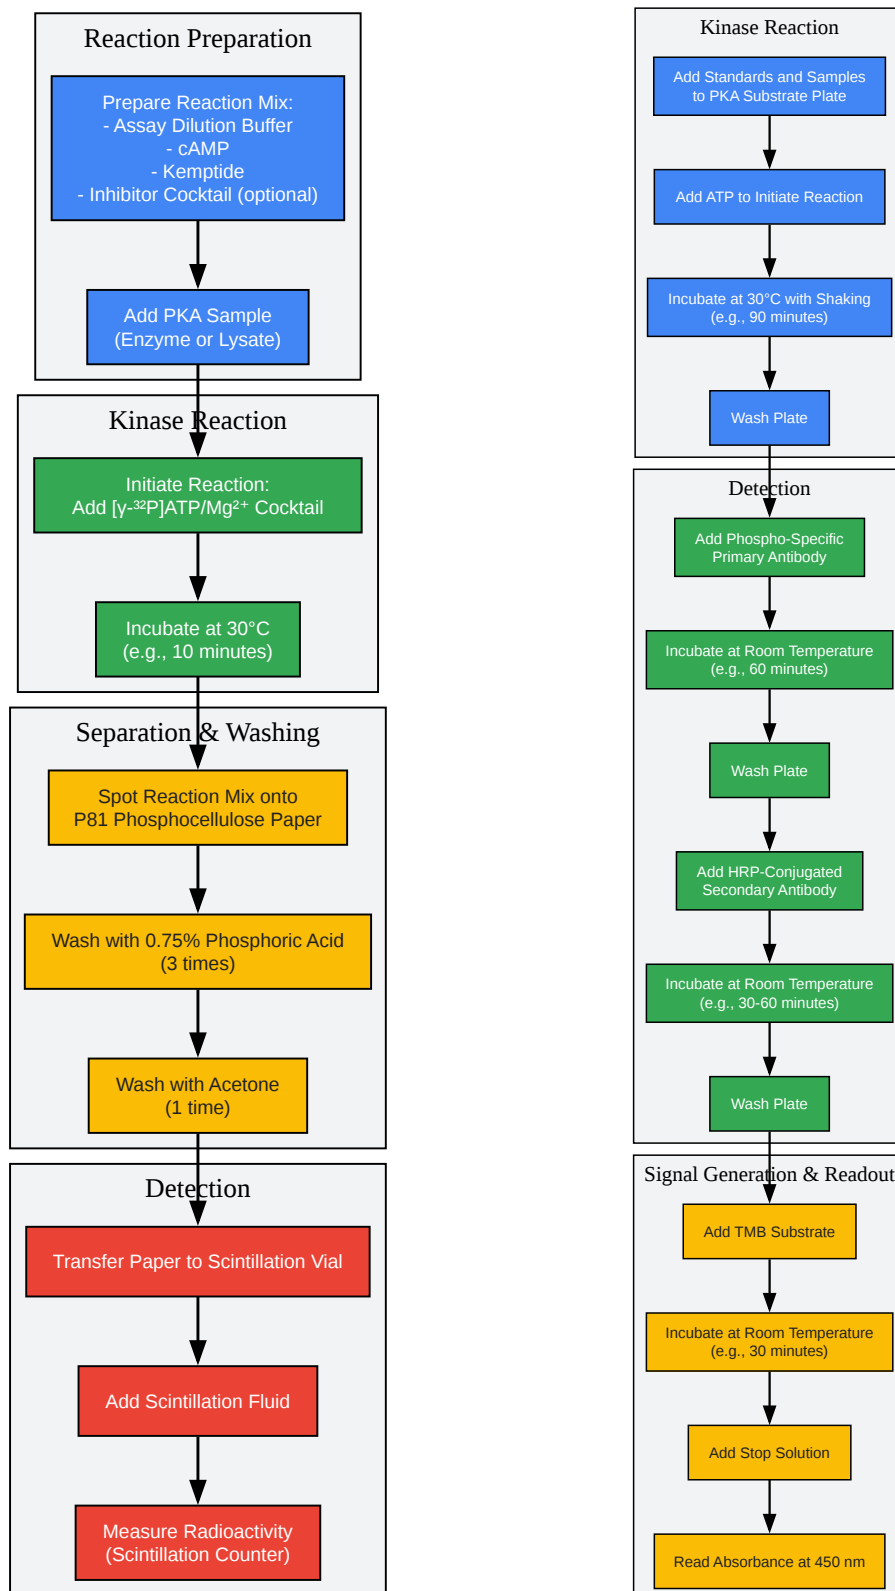 Reaction Preparation
Prepare Reaction Mix:
- Assay Dilution Buffer
- cAMP
- Kemptide
- Inhibitor Cocktail (optional)
Add PKA Sample
(Enzyme or Lysate)
Kinase Reaction
Initiate Reaction:
Add [γ-³²P]ATP/Mg²⁺ Cocktail
Incubate at 30°C
(e.g., 10 minutes)
Separation & Washing
Spot Reaction Mix onto
P81 Phosphocellulose Paper
Wash with 0.75% Phosphoric Acid
(3 times)
Wash with Acetone
(1 time)
Detection
Transfer Paper to Scintillation Vial
Add Scintillation Fluid
Measure Radioactivity
(Scintillation Counter)
Kinase Reaction
Add Standards and Samples
to PKA Substrate Plate
Add ATP to Initiate Reaction
Incubate at 30°C with Shaking
(e.g., 90 minutes)
Wash Plate
Detection
Add Phospho-Specific
Primary Antibody
Incubate at Room Temperature
(e.g., 60 minutes)
Wash Plate
Add HRP-Conjugated
Secondary Antibody
Incubate at Room Temperature
(e.g., 30-60 minutes)
Wash Plate
Signal Generation & Readout
Add TMB Substrate
Incubate at Room Temperature
(e.g., 30 minutes)
Add Stop Solution
Read Absorbance at 450 nm